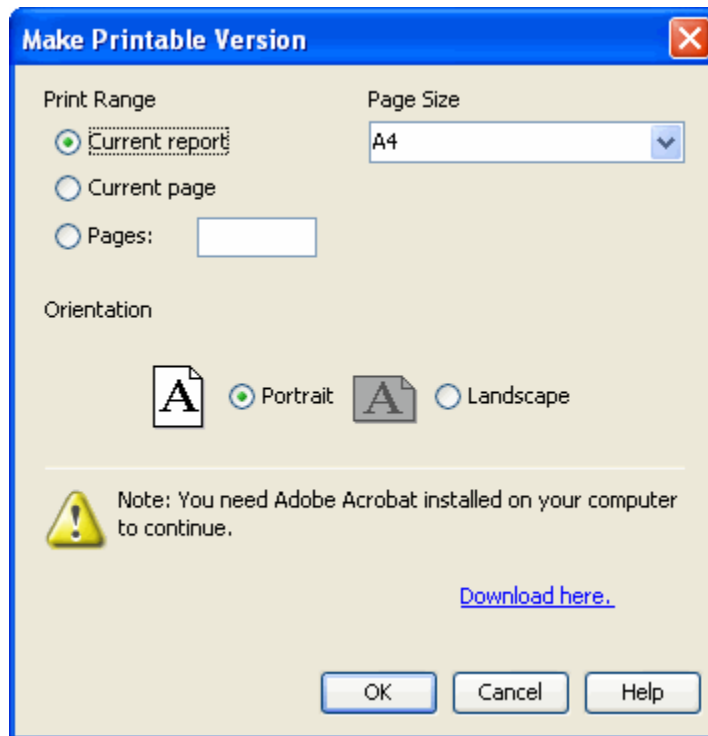 Make Printable Version
Print Range
Page Size
Current report
A4
Current page
Pages:
Orientation
A Portrait A Landscape
Note: You need Adobe Acrobat installed on your computer
to continue.
Download here.
OK Cancel Help